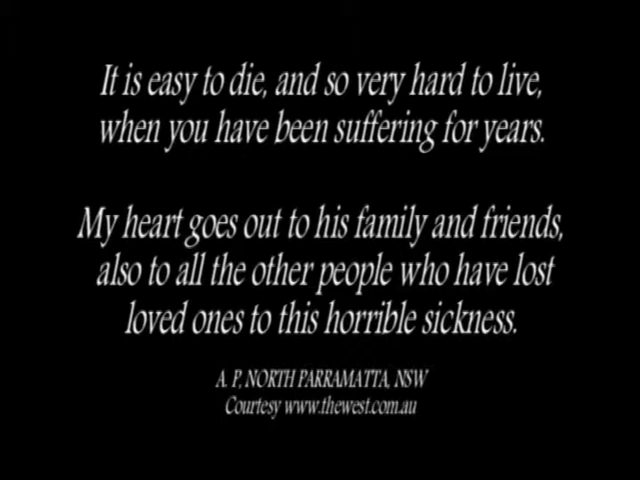 It is easy to die, and so very hard to live,
when you have been suffering for years.
My heart goes out to his family and friends,
also to all the other people who have lost
loved ones to this horrible sickness.
A. P, NORTH PARRAMATTA, NSW
Courtesy www.thewest.com.au